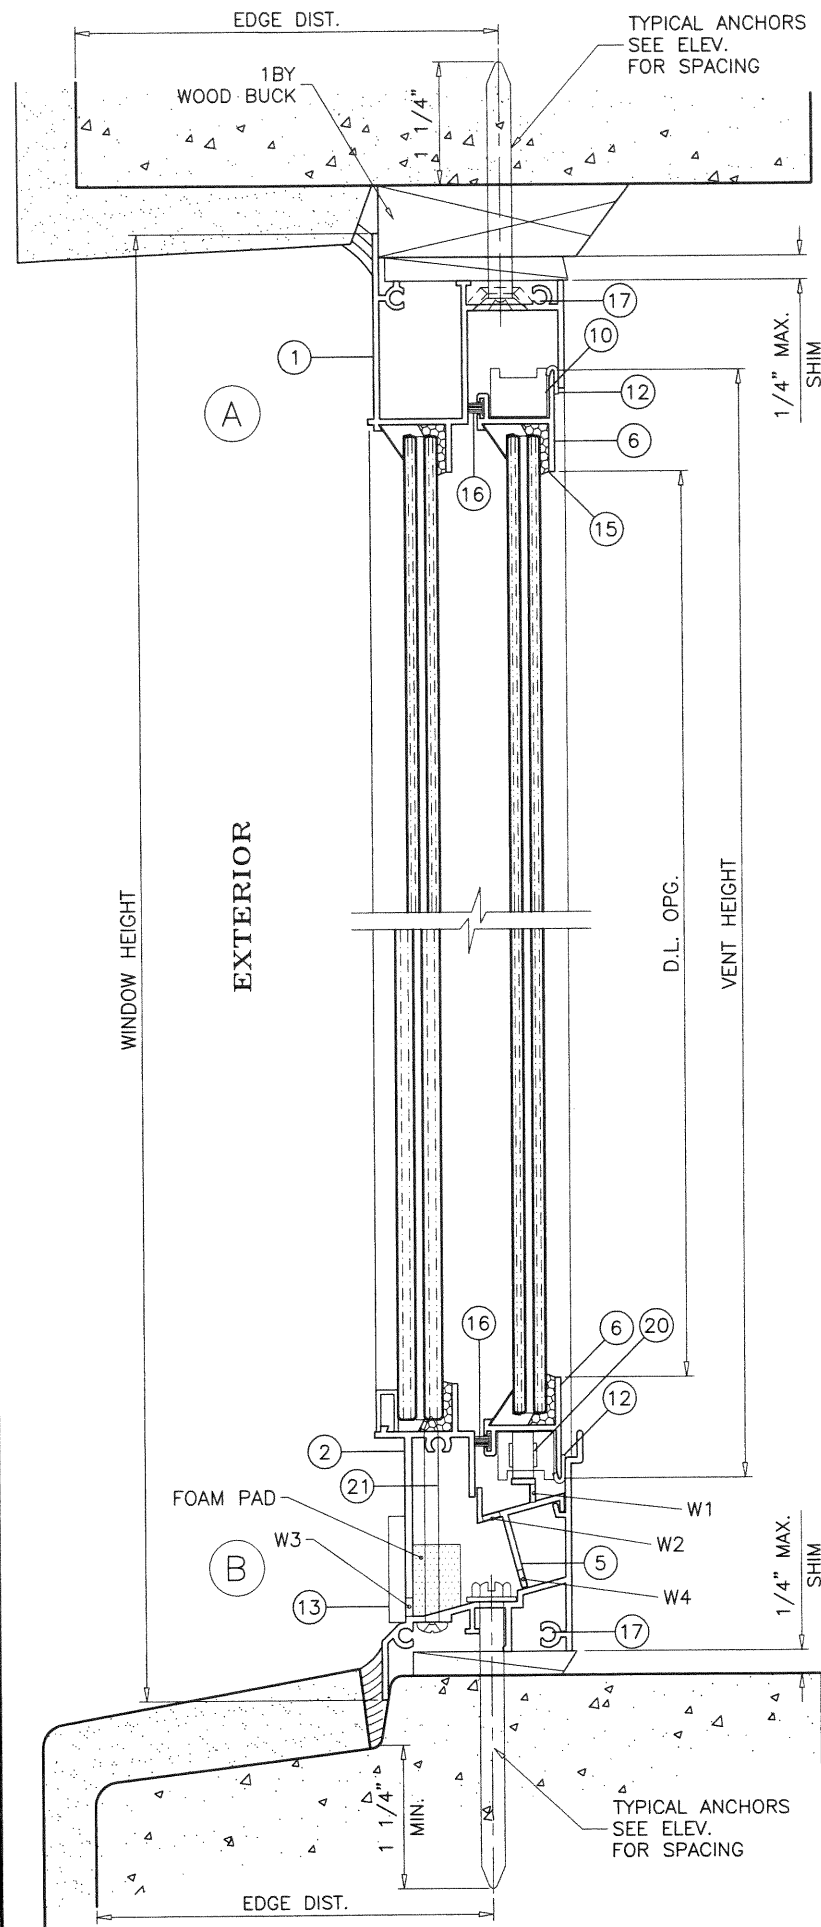 EDGE DIST.
TYPICAL ANCHORS
SEE ELEV.
FOR SPACING
1BY
WOOD BUCK
1 1/4"
17
1
10
1/4" MAX.
SHIM
12
A
6
16
15
EXTERIOR
WINDOW HEIGHT
D.L. OPG.
VENT HEIGHT
16
6
20
12
2
21
FOAM PAD
W1
W3
W2
B
5
1/4" MAX.
SHIM
W4
13
17
1 1/4"
MIN.
TYPICAL ANCHORS
SEE ELEV.
FOR SPACING
EDGE DIST.